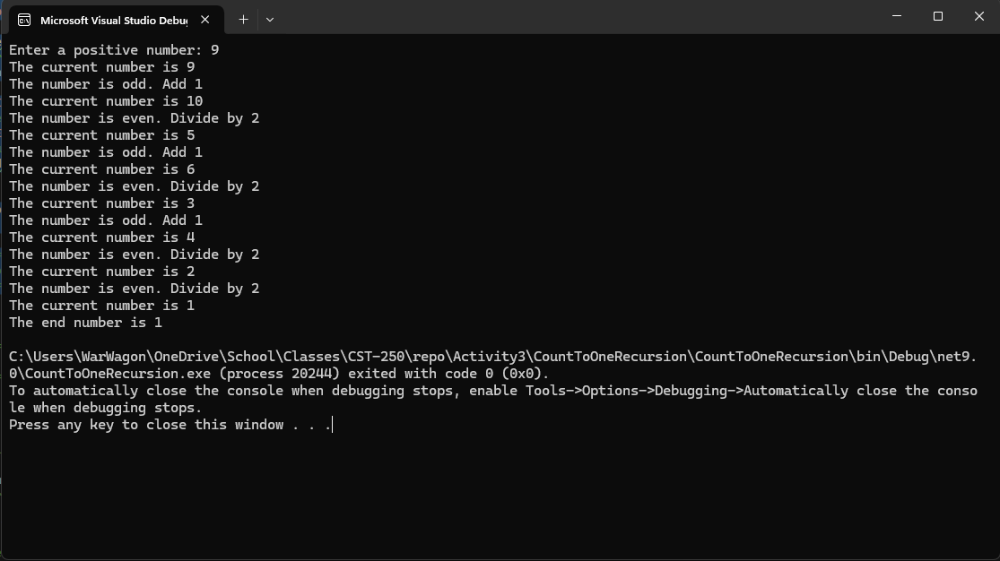 Microsoft Visual Studio Debug
Enter a positive number: 9
The current number is 9
The number is odd. Add 1
The current number is 10
The number is even. Divide by 2
The current number is 5
The number is odd. Add 1
The current number is 6
The number is even. Divide by 2
The current number is 3
The number is odd. Add 1
The current number is 4
The number is even. Divide by 2
The current number is 2
The number is even. Divide by 2
The current number is 1
The end number is 1
C:\Users\WarWagon\OneDrive\School\Classes\CST-250\repo\Activity3\CountToOneRecursion\CountToOneRecursion\bin\Debug\net9.
0\CountToOneRecursion.exe (process 20244) exited with code 0 (0x0).
To automatically close the console when debugging stops, enable Tools->Options->Debugging->Automatically close the conso
le when debugging stops.
Press any key to close this window . . .